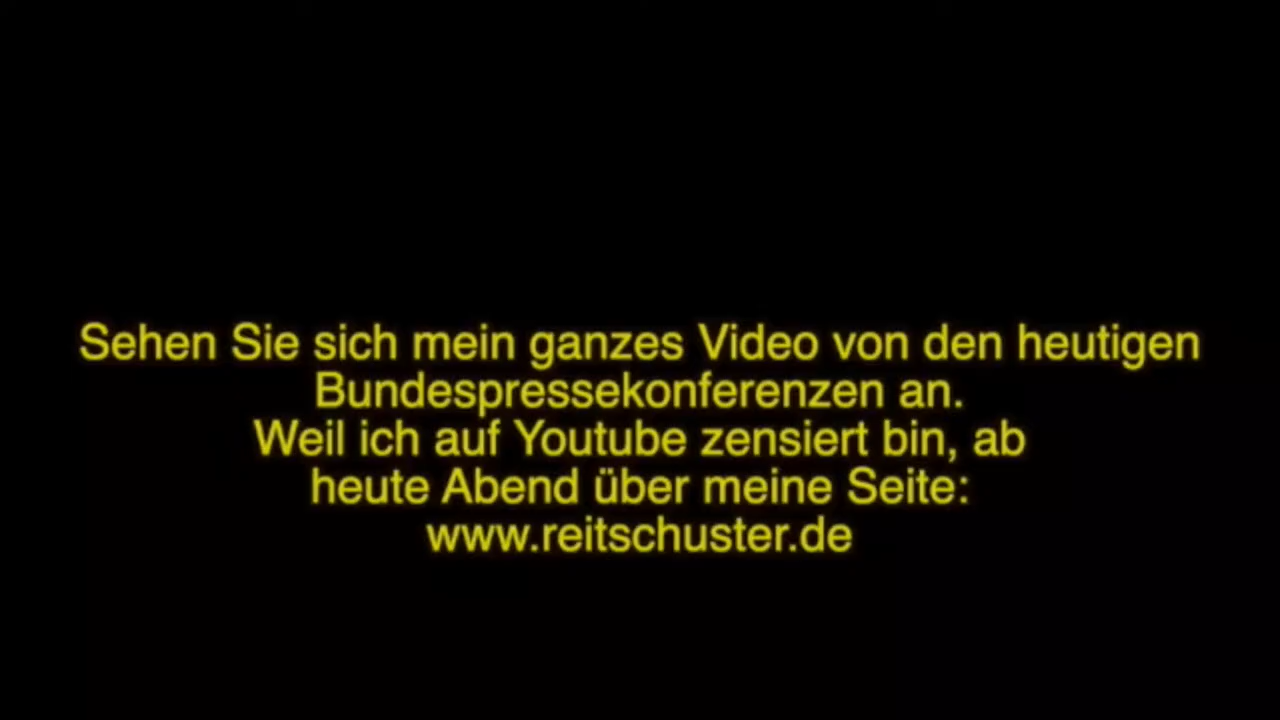 Sehen Sie sich mein ganzes Video von den heutigen
Bundespressekonferenzen an.
Weil ich auf Youtube zensiert bin, ab
heute Abend über meine Seite:
www.reitschuster.de